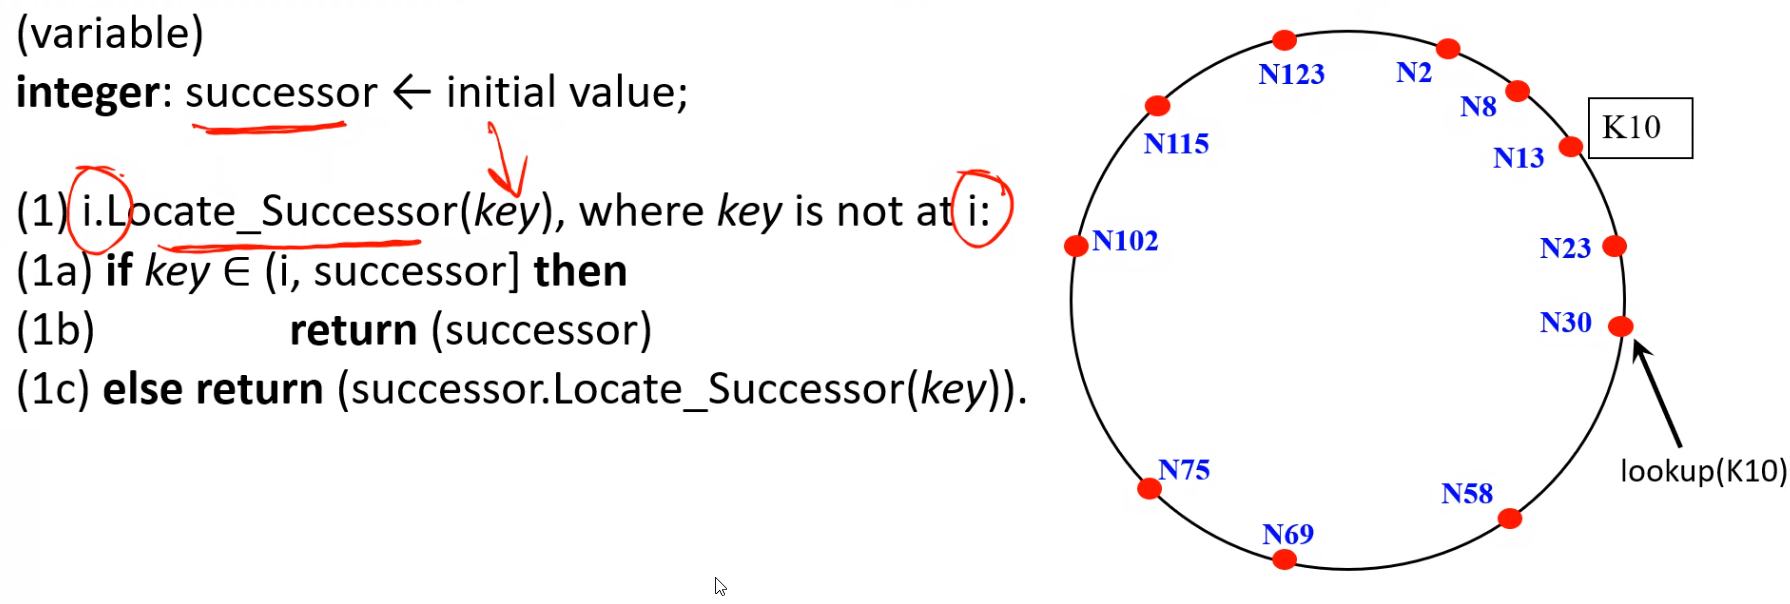 (variable)
integer: successor ← initial value;
(1) i.Locate_Successor(key), where key is not at i:
(1a) if key ∈ (i, successor] then
(1b) return (successor)
(1c) else return (successor.Locate_Successor(key)).
N123
N2
N8
K10
N115
N13
N102
N23
N30
N75
lookup(K10)
N58
N69